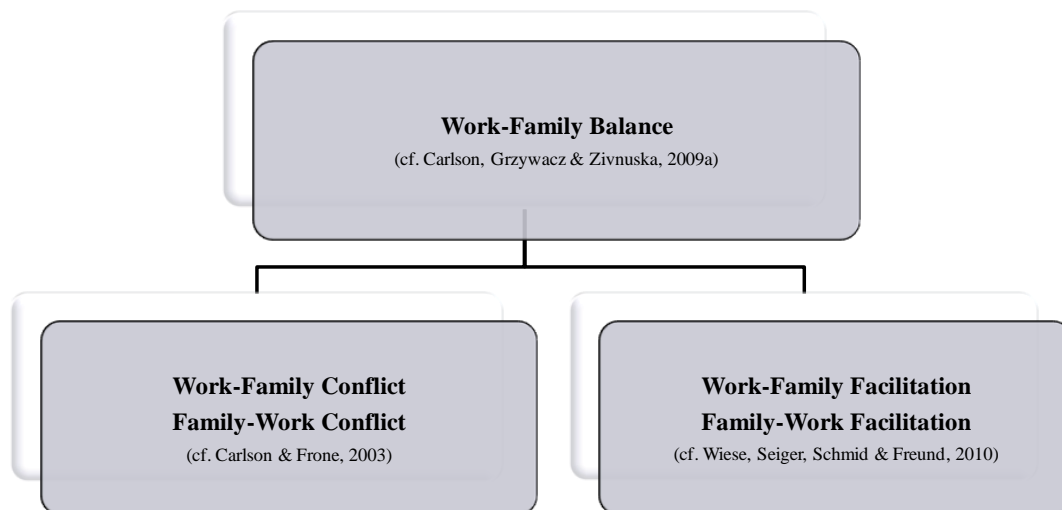 Work-Family Balance
(cf. Carlson, Grzywacz & Zivnuska, 2009a)
Work-Family Conflict
Family-Work Conflict
(cf. Carlson & Frone, 2003)
Work-Family Facilitation
Family-Work Facilitation
(cf. Wiese, Seiger, Schmid & Freund, 2010)